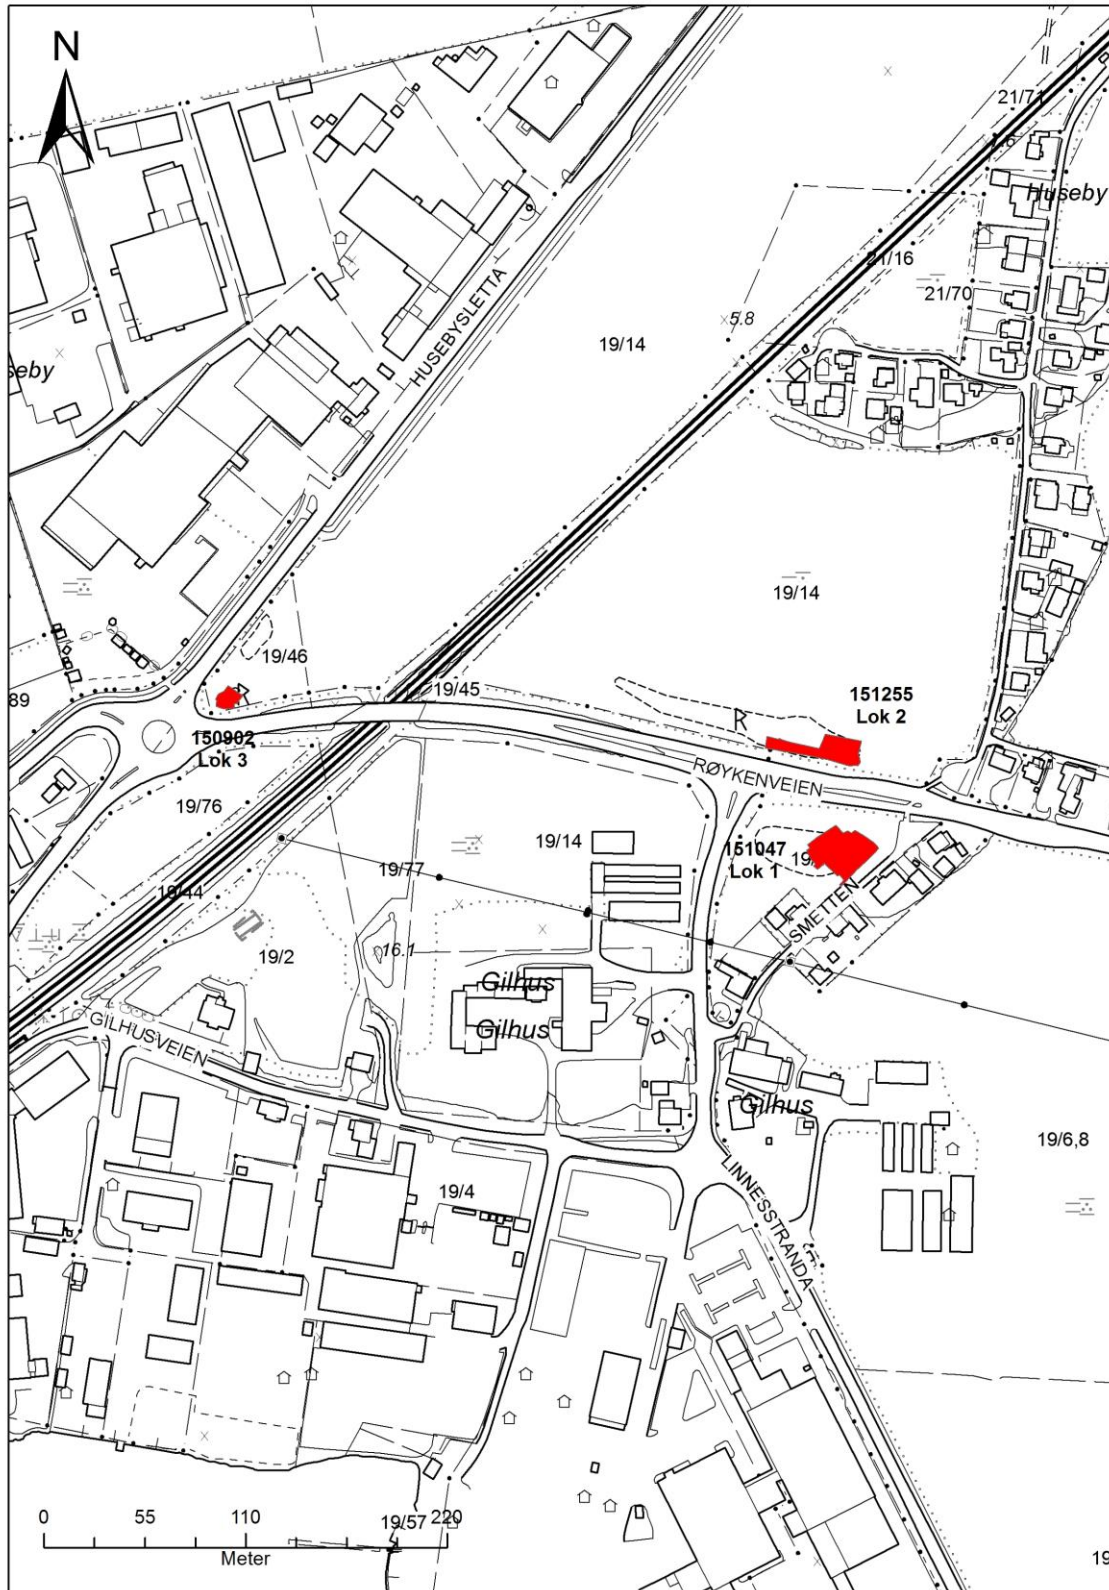 N
21/71
Huseby
21/16
21/70
5.8
19/14
HUSEBYSLETTA
seby
19/14
19/46
89
19/45
151255
Lok 2
150902
Lok 3
RØYKENVEIEN
19/76
19/14
151047
Lok 1
19/77
19/44
SMETTEN
19/2
16.1
Gilhus
Gilhus
GILHUSVEIEN
Gilhus
19/6,8
LINNESSTRANDA
19/4
0 55 110 220
19/57
Meter
19